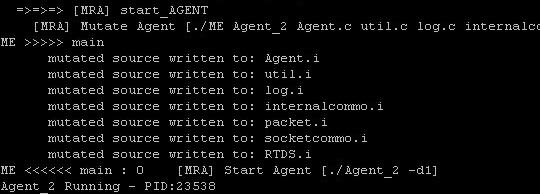 =>=>=> [MRA] start_AGENT
[MRA] Mutate Agent [./ME Agent_2 Agent.c util.c log.c internalco
ME >>>>> main
mutated source written to: Agent.i
mutated source written to: util.i
mutated source written to: log.i
mutated source written to: internalcommo.i
mutated source written to: packet.i
mutated source written to: socketcommo.i
mutated source written to: RTDS.i
ME <<<<<< main : 0 [MRA] Start Agent [./Agent_2 -d1]
Agent_2 Running - PID:23538